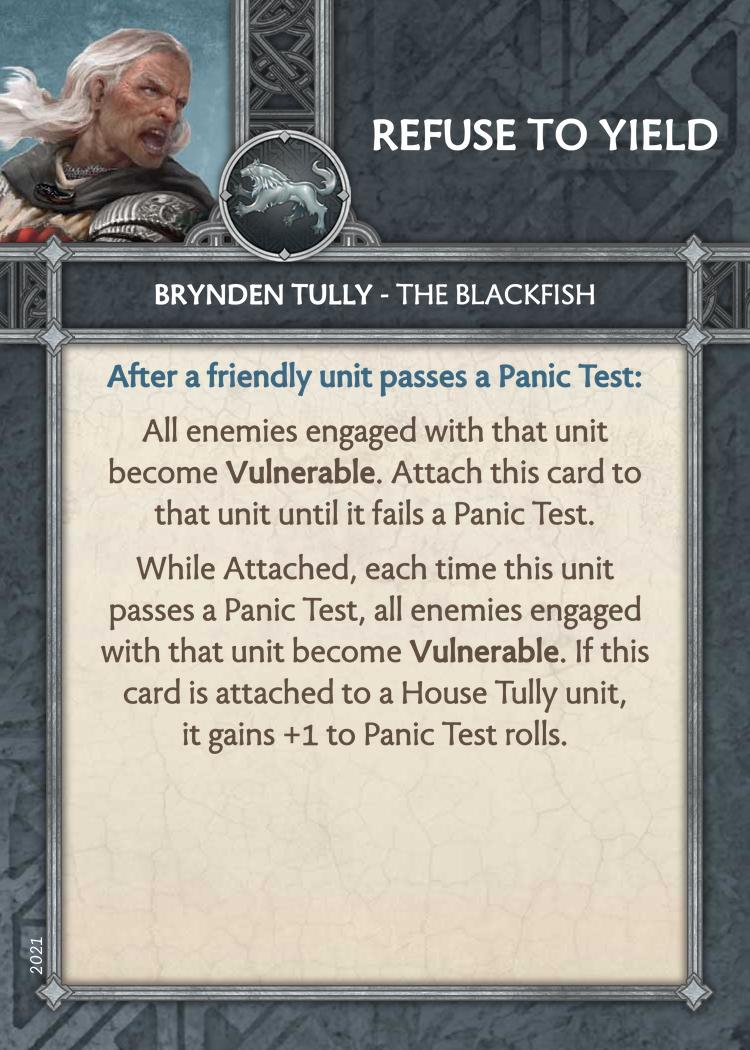 REFUSE TO YIELD
BRYNDEN TULLY - THE BLACKFISH
After a friendly unit passes a Panic Test:
All enemies engaged with that unit
become Vulnerable. Attach this card to
that unit until it fails a Panic Test.
While Attached, each time this unit
passes a Panic Test, all enemies engaged
with that unit become Vulnerable. If this
card is attached to a House Tully unit,
it gains +1 to Panic Test rolls.
2021